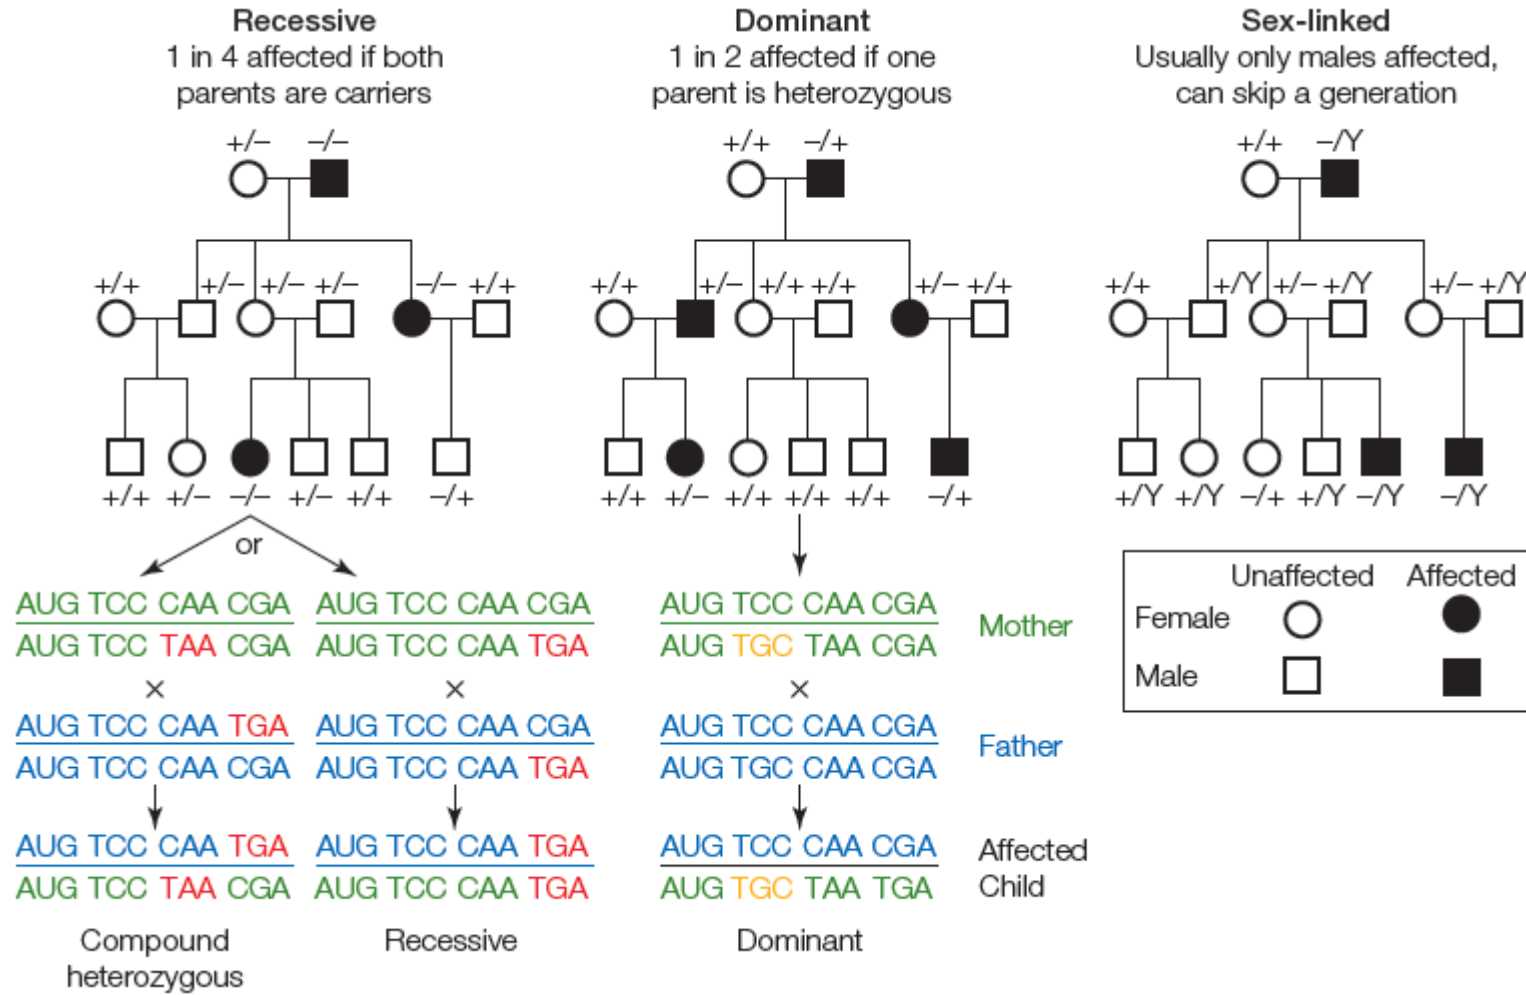 Recessive
1 in 4 affected if both
parents are carriers
Dominant
1 in 2 affected if one
parent is heterozygous
Sex-linked
Usually only males affected,
can skip a generation
+/– –/–
+/+ –/+
+/+ –/Y
+/+ +/– +/– +/– –/– +/+
+/+ +/– +/+ +/+ +/– +/+
+/+ +/Y +/– +/Y +/– +/Y
+/+ +/– –/– +/– +/+ –/+
+/+ +/– +/+ +/+ +/+ –/+
+/Y +/Y –/+ +/Y –/Y –/Y
or
Unaffected Affected
Female
Male
AUG TCC CAA CGA AUG TCC CAA CGA AUG TCC CAA CGA
Mother
AUG TCC TAA CGA AUG TCC CAA TGA AUG TGC TAA CGA
× × ×
AUG TCC CAA TGA AUG TCC CAA CGA AUG TCC CAA CGA
Father
AUG TCC CAA CGA AUG TCC CAA TGA AUG TGC CAA CGA
AUG TCC CAA TGA AUG TCC CAA TGA AUG TCC CAA CGA
Affected
Child
AUG TCC TAA CGA AUG TCC CAA TGA AUG TGC TAA TGA
Compound
heterozygous
Recessive
Dominant